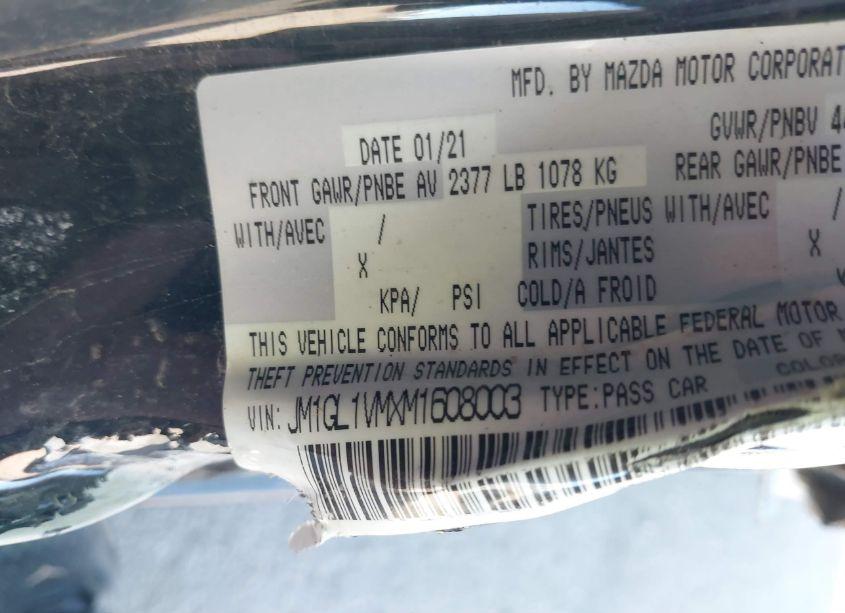 MFD. BY MAZDA MOTOR CORPORAT
DATE 01/21 GVWR/PNBV
FRONT GAWR/PNBE AV 2377 LB 1078 KG REAR GAWR/PNBE
WITH/AVEC / TIRES/PNEUS WITH/AVEC /
X RIMS/JANTES X
KPA/ PSI COLD/A FROID
THIS VEHICLE CONFORMS TO ALL APPLICABLE FEDERAL MOTOR
THEFT PREVENTION STANDARDS IN EFFECT ON THE DATE OF
VIN: JM1GL1VMXM1608003 TYPE:PASS CAR